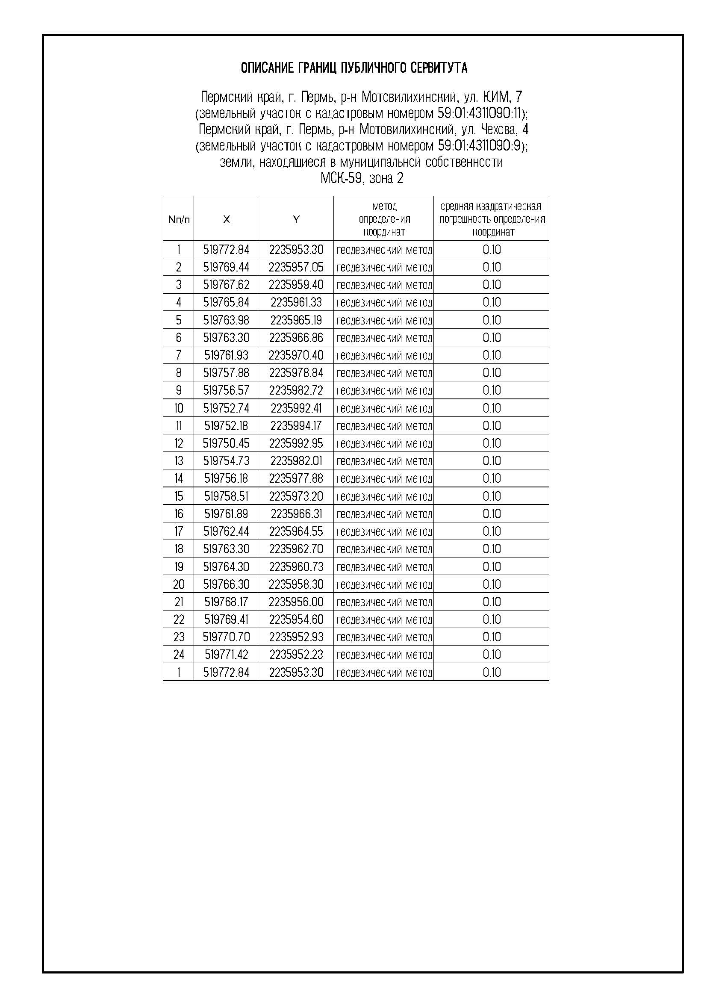 ОПИСАНИЕ ГРАНИЦ ПУБЛИЧНОГО СЕРВИТУТА
Пермский край, г. Пермь, р-н Мотовилихинский, ул. КИМ, 7
(земельный участок с кадастровым номером 59:01:4311090:11);
Пермский край, г. Пермь, р-н Мотовилихинский, ул. Чехова, 4
(земельный участок с кадастровым номером 59:01:4311090:9);
земли, находящиеся в муниципальной собственности
МСК-59, зона 2
Nп/п X Y метод определения координат средняя квадратическая погрешность определения координат
1 519772.84 2235953.30 геодезический метод 0.10
2 519769.44 2235957.05 геодезический метод 0.10
3 519767.62 2235959.40 геодезический метод 0.10
4 519765.84 2235961.33 геодезический метод 0.10
5 519763.98 2235965.19 геодезический метод 0.10
6 519763.30 2235966.86 геодезический метод 0.10
7 519761.93 2235970.40 геодезический метод 0.10
8 519757.88 2235978.84 геодезический метод 0.10
9 519756.57 2235982.72 геодезический метод 0.10
10 519752.74 2235992.41 геодезический метод 0.10
11 519752.18 2235994.17 геодезический метод 0.10
12 519750.45 2235992.95 геодезический метод 0.10
13 519754.73 2235982.01 геодезический метод 0.10
14 519756.18 2235977.88 геодезический метод 0.10
15 519758.51 2235973.20 геодезический метод 0.10
16 519761.89 2235966.31 геодезический метод 0.10
17 519762.44 2235964.55 геодезический метод 0.10
18 519763.30 2235962.70 геодезический метод 0.10
19 519764.30 2235960.73 геодезический метод 0.10
20 519766.30 2235958.30 геодезический метод 0.10
21 519768.17 2235956.00 геодезический метод 0.10
22 519769.41 2235954.60 геодезический метод 0.10
23 519770.70 2235952.93 геодезический метод 0.10
24 519771.42 2235952.23 геодезический метод 0.10
1 519772.84 2235953.30 геодезический метод 0.10